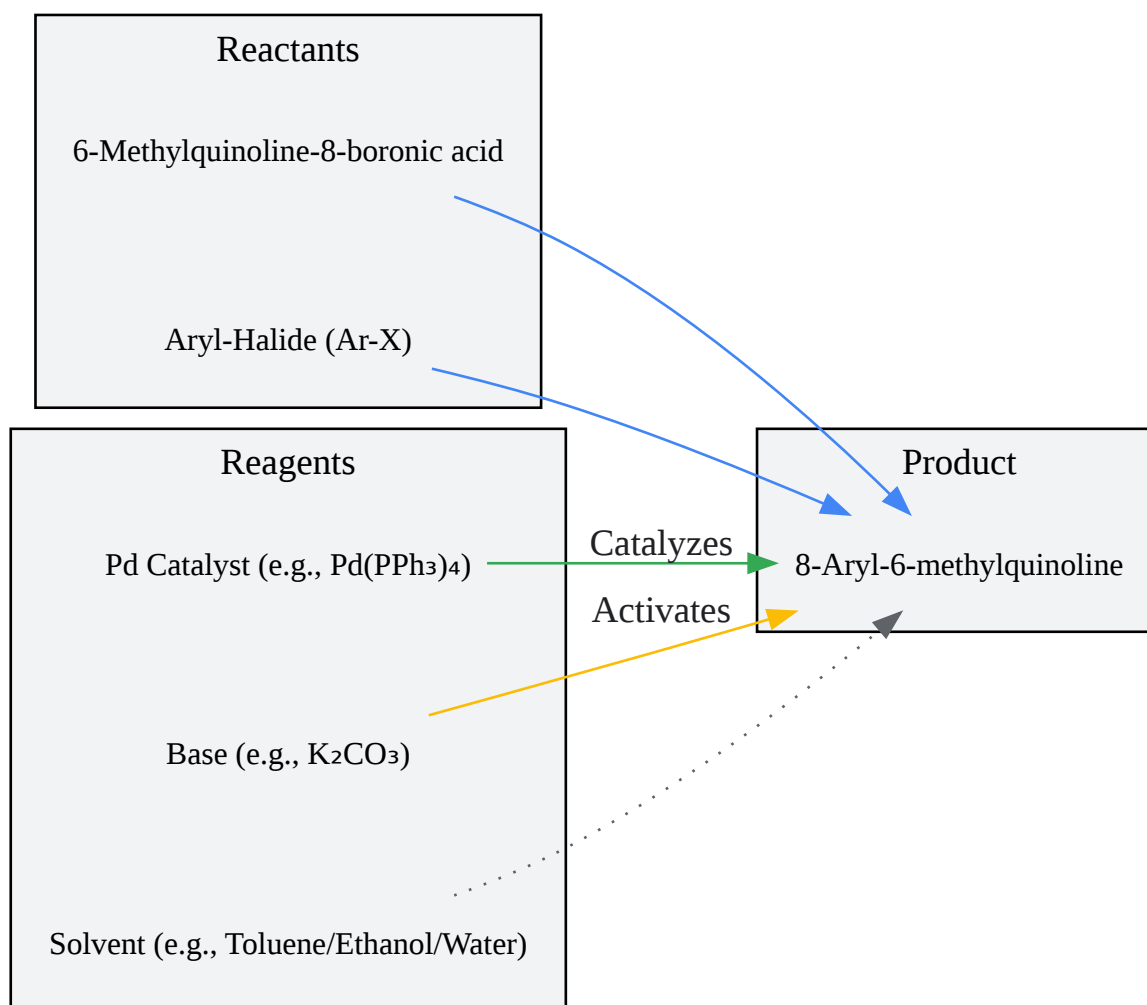 Reactants
6-Methylquinoline-8-boronic acid
Aryl-Halide (Ar-X)
Reagents
Pd Catalyst (e.g., Pd(PPh₃)₄)
Base (e.g., K₂CO₃)
Solvent (e.g., Toluene/Ethanol/Water)
Catalyzes
Activates
Product
8-Aryl-6-methylquinoline